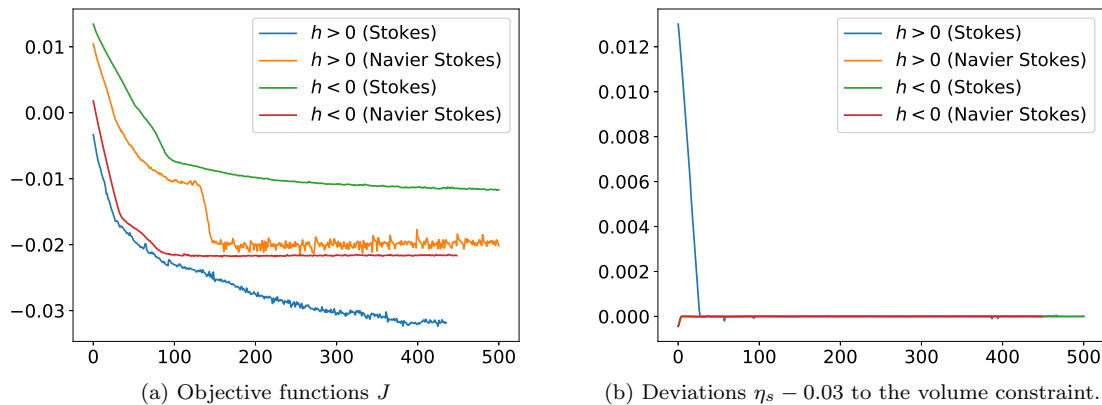 0.01
0.00
−0.01
−0.02
−0.03
0 100 200 300 400 500
h > 0 (Stokes)
h > 0 (Navier Stokes)
h < 0 (Stokes)
h < 0 (Navier Stokes)
(a) Objective functions J
0.012
0.010
0.008
0.006
0.004
0.002
0.000
0 100 200 300 400 500
h > 0 (Stokes)
h > 0 (Navier Stokes)
h < 0 (Stokes)
h < 0 (Navier Stokes)
(b) Deviations ηₛ − 0.03 to the volume constraint.